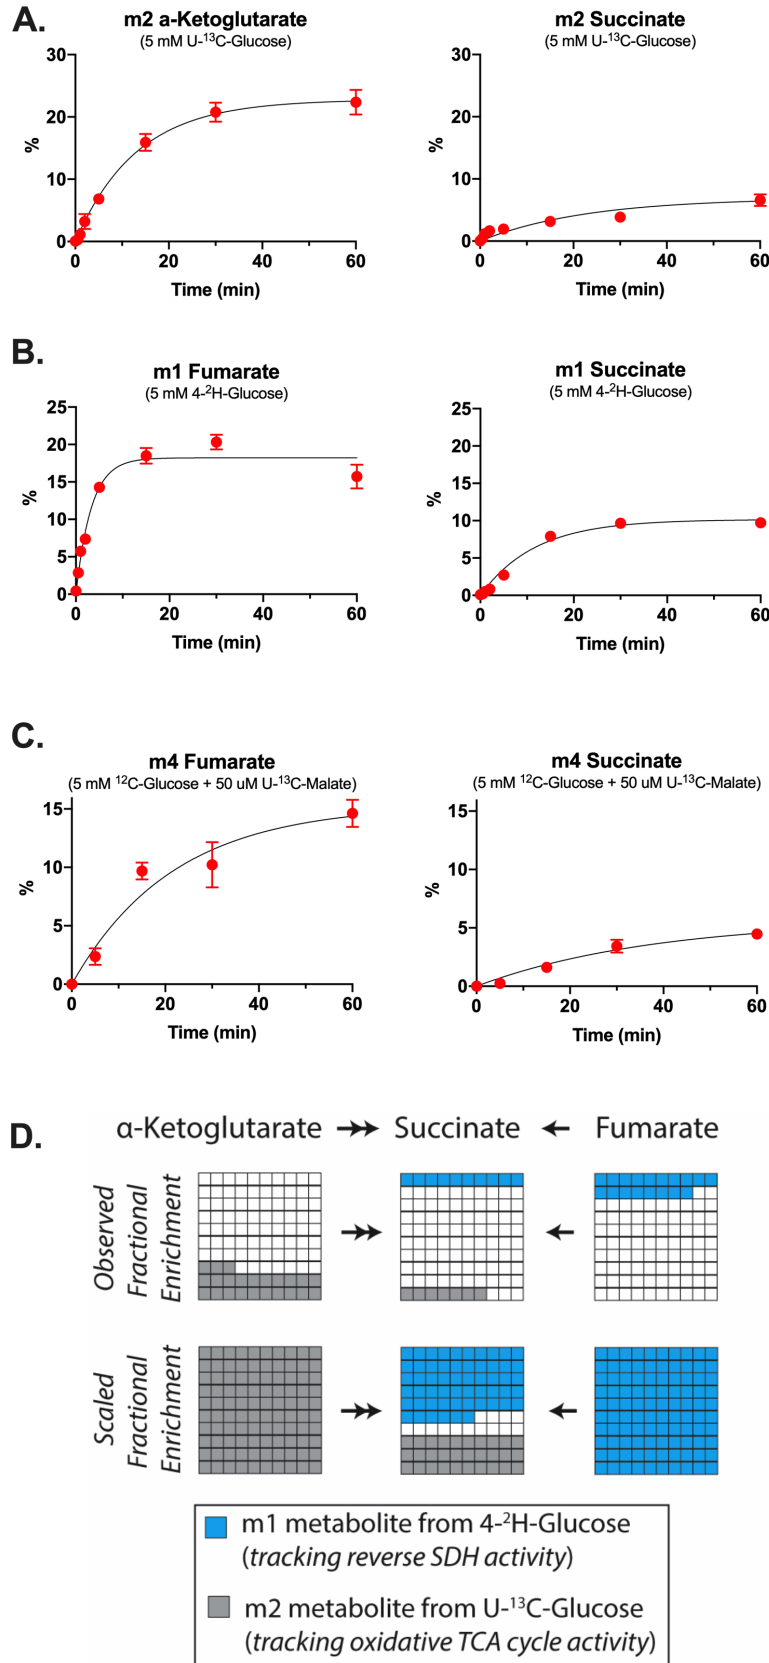 A.
m2 a-Ketoglutarate
(5 mM U-¹³C-Glucose)
30
20
10
0
%
0 20 40 60
Time (min)
m2 Succinate
(5 mM U-¹³C-Glucose)
30
20
10
0
%
0 20 40 60
Time (min)
B.
m1 Fumarate
(5 mM 4-²H-Glucose)
25
20
15
10
5
0
%
0 20 40 60
Time (min)
m1 Succinate
(5 mM 4-²H-Glucose)
25
20
15
10
5
0
%
0 20 40 60
Time (min)
C.
m4 Fumarate
(5 mM ¹²C-Glucose + 50 uM U-¹³C-Malate)
15
10
5
0
%
0 20 40 60
Time (min)
m4 Succinate
(5 mM ¹²C-Glucose + 50 uM U-¹³C-Malate)
15
10
5
0
%
0 20 40 60
Time (min)
D.
α-Ketoglutarate Succinate Fumarate
Observed
Fractional
Enrichment
Scaled
Fractional
Enrichment
m1 metabolite from 4-²H-Glucose
(tracking reverse SDH activity)
m2 metabolite from U-¹³C-Glucose
(tracking oxidative TCA cycle activity)